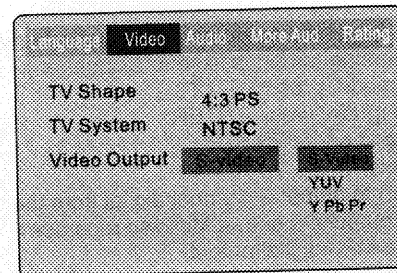 Language Video Audio More Aud Rating
TV Shape 4:3 PS
TV System NTSC
Video Output S-video S-Video
YUV
Y Pb Pr